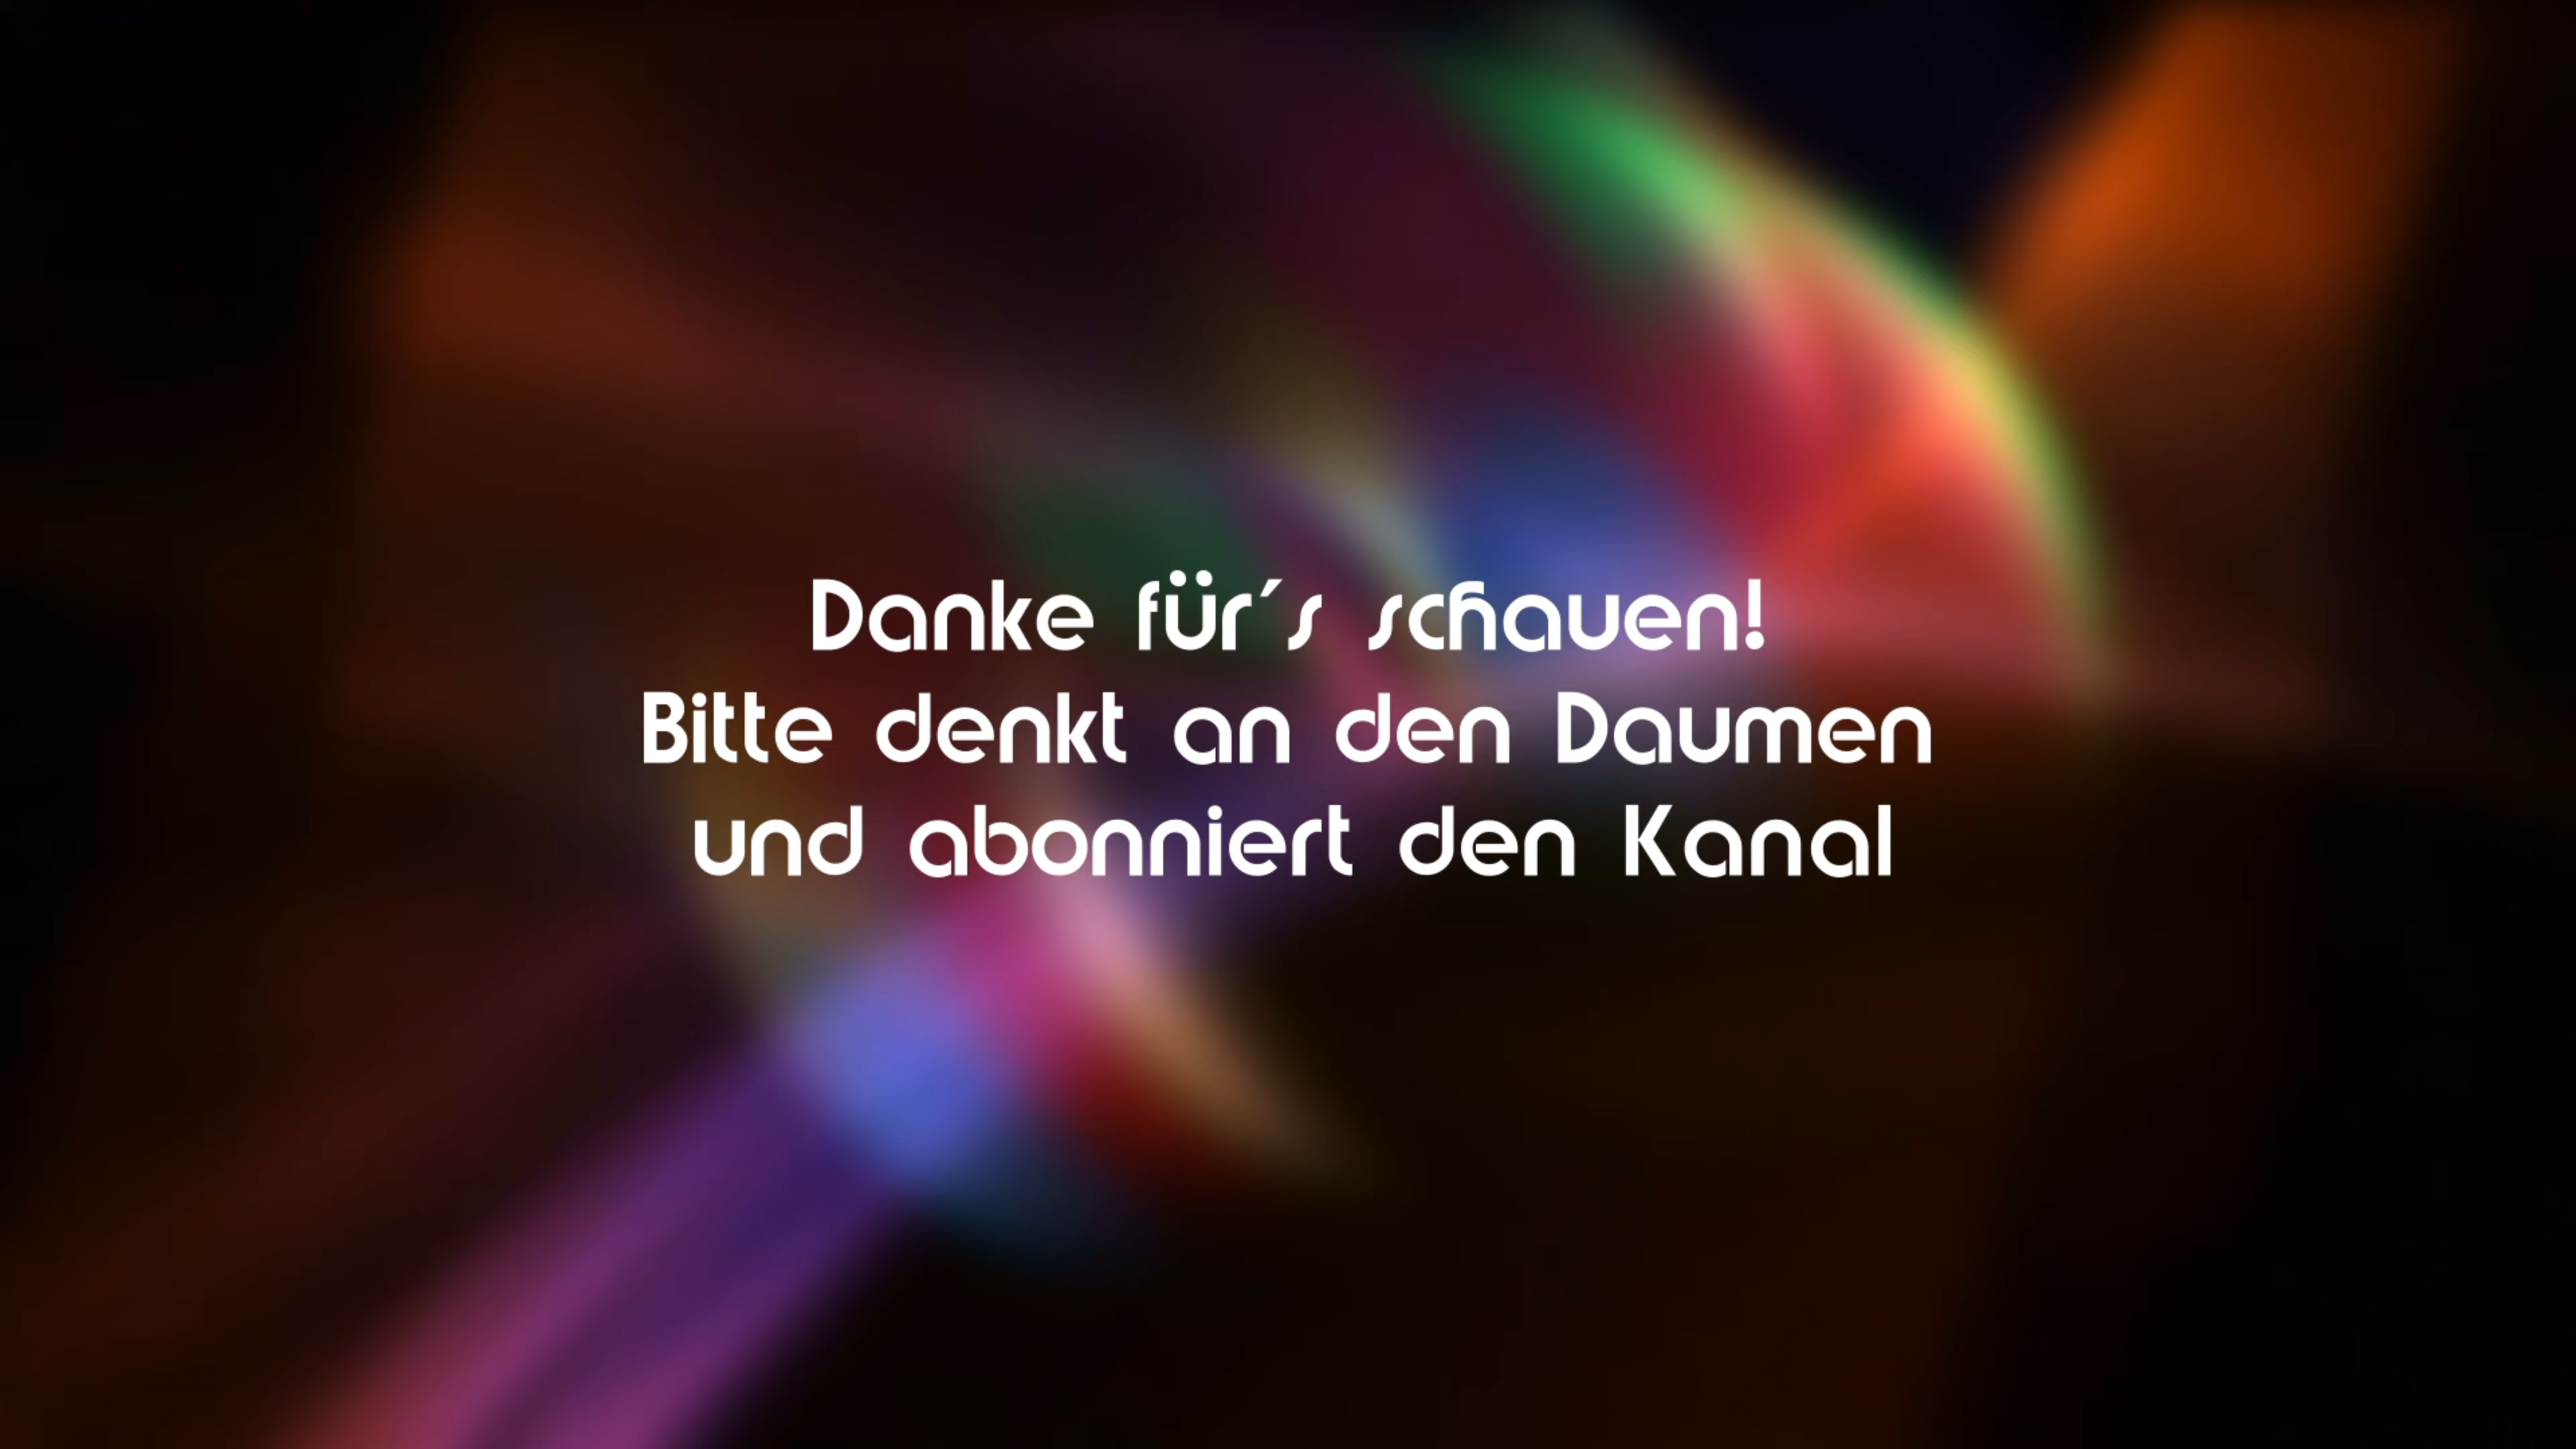 Danke für´s schauen!
Bitte denkt an den Daumen
und abonniert den Kanal